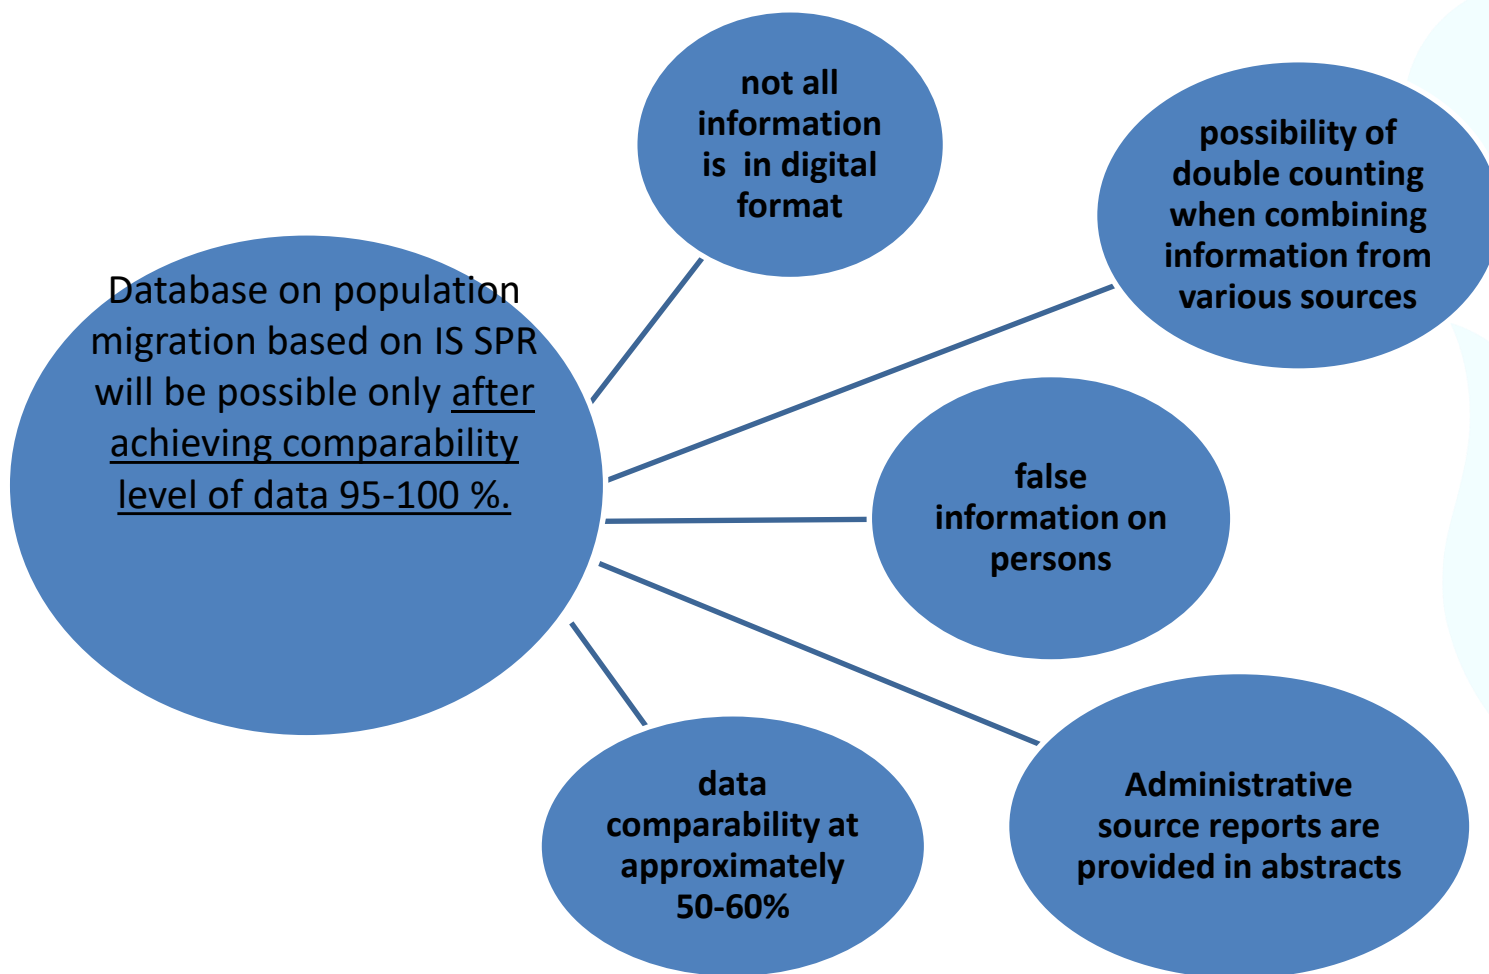 Database on population
migration based on IS SPR
will be possible only after
achieving comparability
level of data 95-100 %.
not all
information
is in digital
format
possibility of
double counting
when combining
information from
various sources
false
information on
persons
Administrative
source reports are
provided in abstracts
data
comparability at
approximately
50-60%